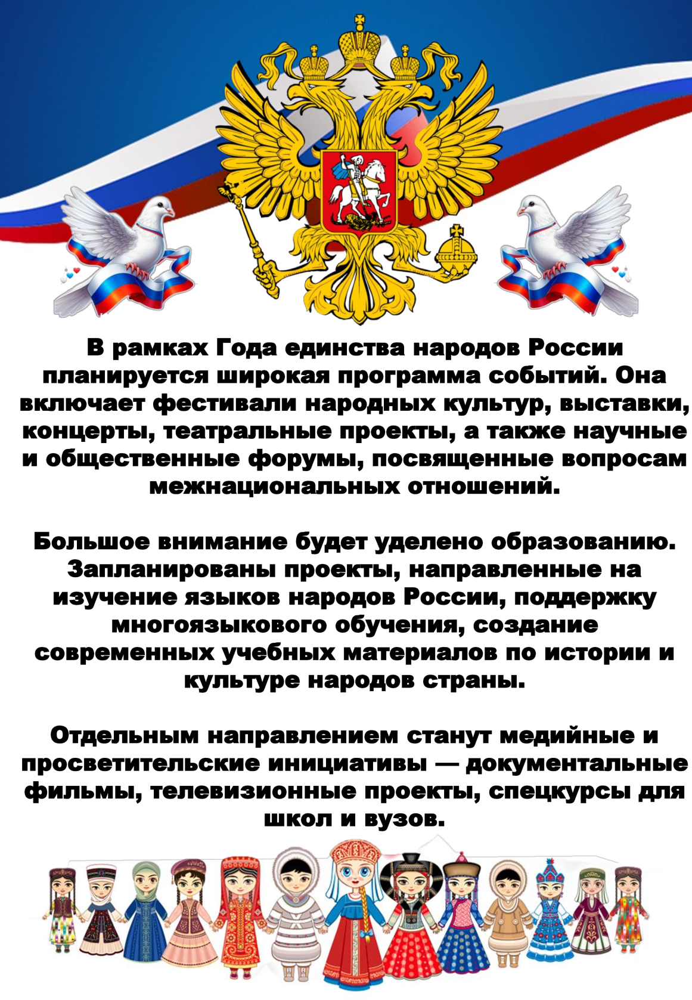 В рамках Года единства народов России
планируется широкая программа событий. Она
включает фестивали народных культур, выставки,
концерты, театральные проекты, а также научные
и общественные форумы, посвященные вопросам
межнациональных отношений.
Большое внимание будет уделено образованию.
Запланированы проекты, направленные на
изучение языков народов России, поддержку
многоязыкового обучения, создание
современных учебных материалов по истории и
культуре народов страны.
Отдельным направлением станут медийные и
просветительские инициативы — документальные
фильмы, телевизионные проекты, спецкурсы для
школ и вузов.